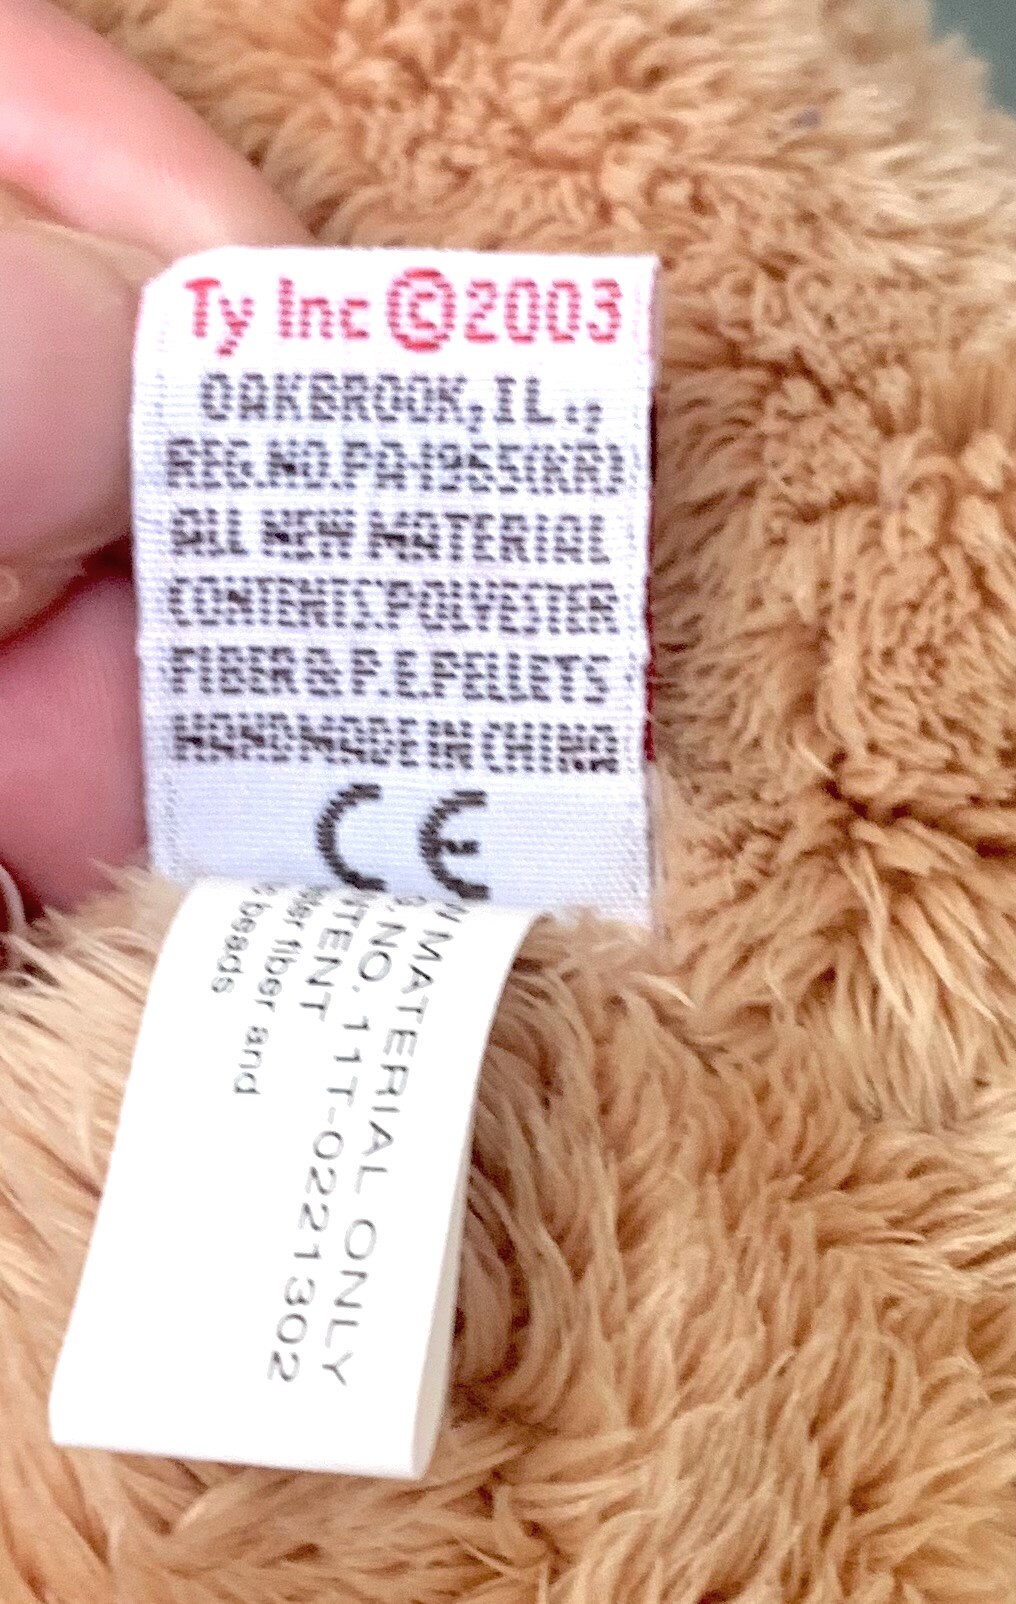 Ty Inc ©2003
OAKBROOK, IL.,
REG.NO.PA-1965(KR)
ALL NEW MATERIAL
CONTENTS:POLYESTER
FIBER & P.E.PELLETS
HANDMADE IN CHINA
CE
MATERIAL ONLY
NO. 11T-0221302
TENT
fiber and
beads